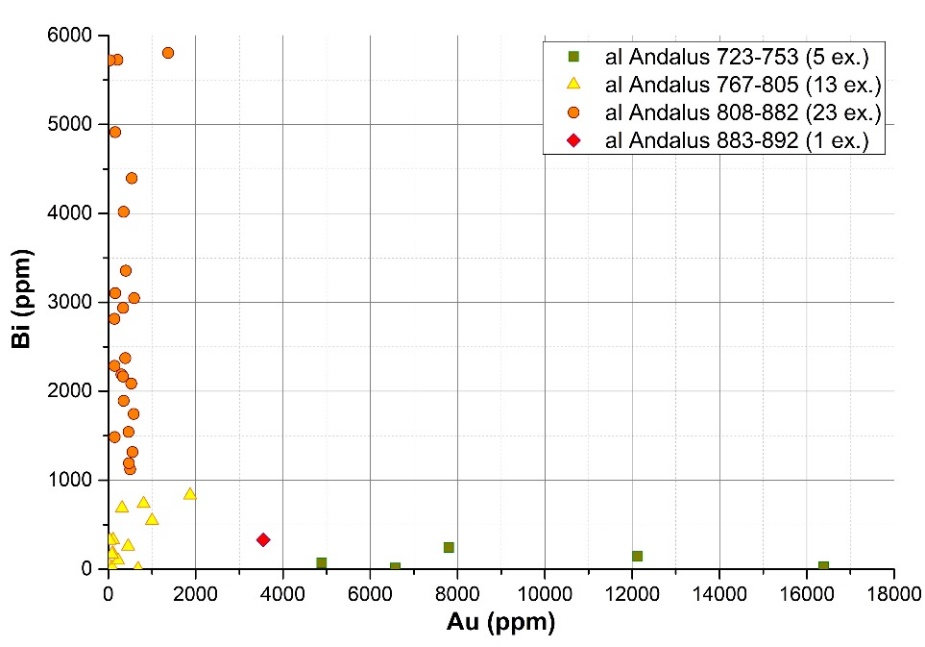 6000
5000
4000
3000
2000
1000
0
Bi (ppm)
al Andalus 723-753 (5 ex.)
al Andalus 767-805 (13 ex.)
al Andalus 808-882 (23 ex.)
al Andalus 883-892 (1 ex.)
0 2000 4000 6000 8000 10000 12000 14000 16000 18000
Au (ppm)